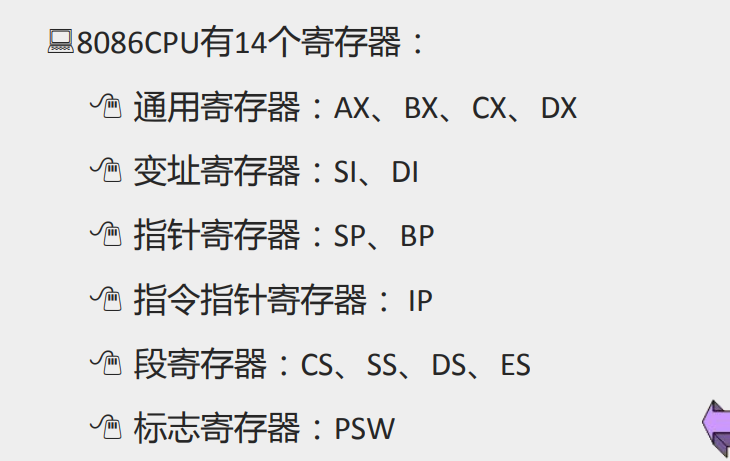 8086CPU有14个寄存器：
通用寄存器：AX、BX、CX、DX
变址寄存器：SI、DI
指针寄存器：SP、BP
指令指针寄存器： IP
段寄存器：CS、SS、DS、ES
标志寄存器：PSW